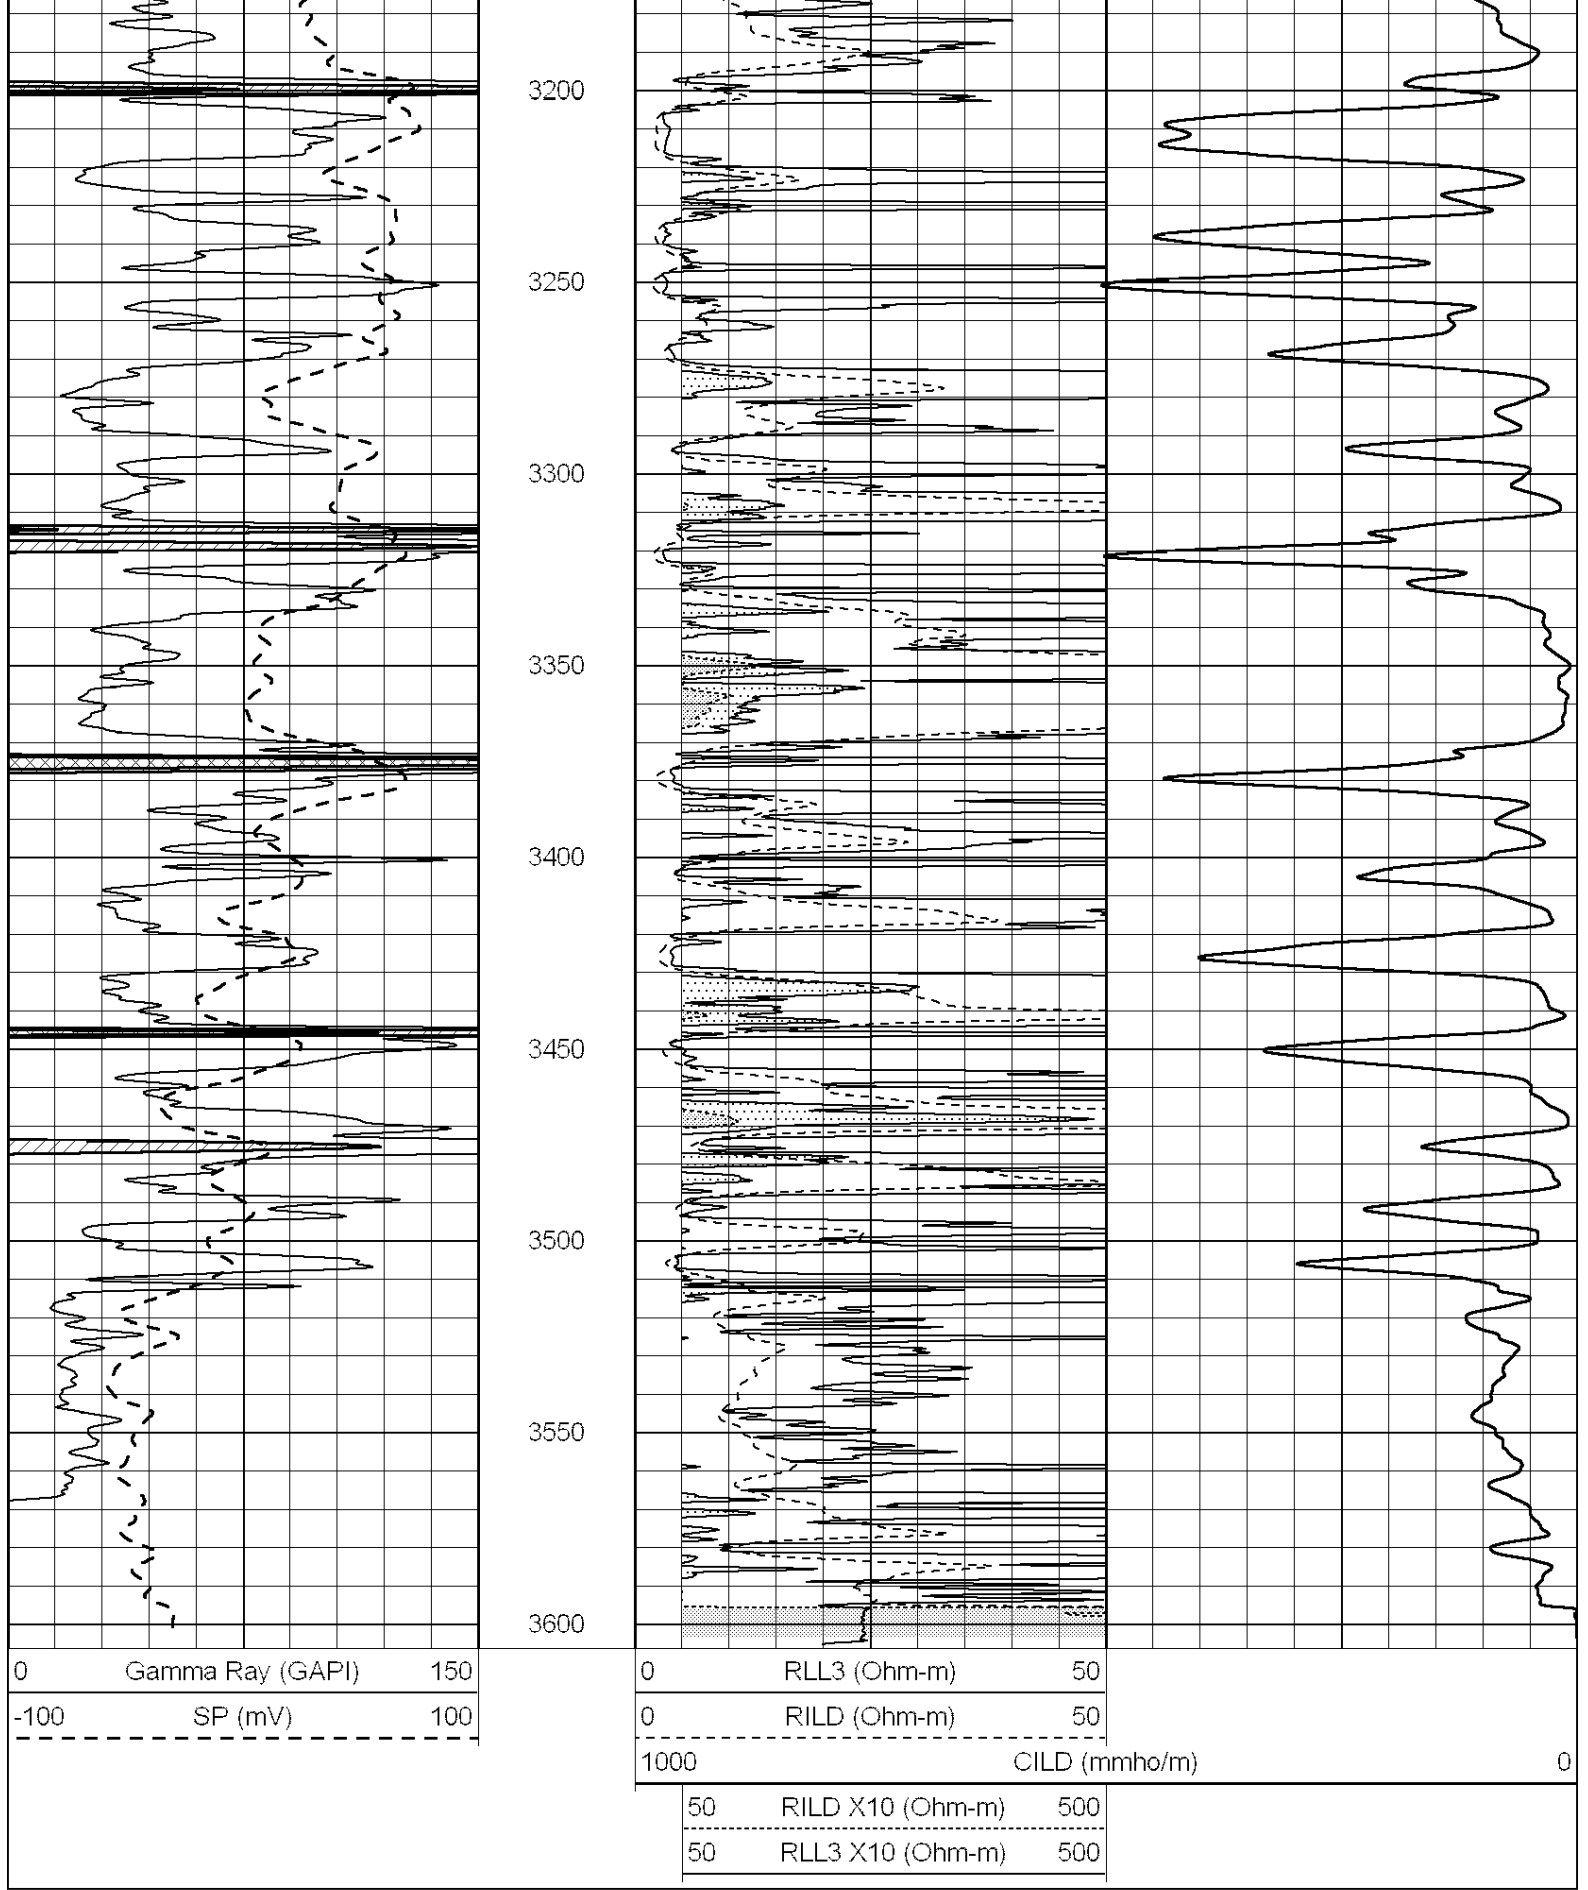 3200
3250
3300
3350
3400
3450
3500
3550
3600
0 Gamma Ray (GAPI) 150
-100 SP (mV) 100
0 RLL3 (Ohm-m) 50
0 RILD (Ohm-m) 50
1000 CILD (mmho/m) 0
50 RILD X10 (Ohm-m) 500
50 RLL3 X10 (Ohm-m) 500